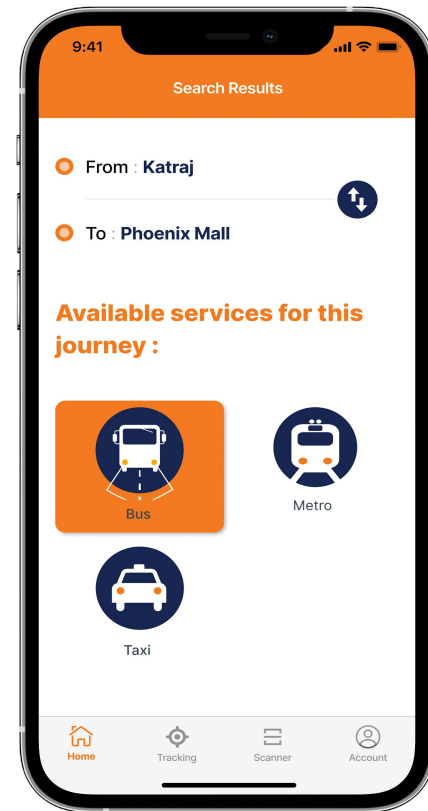 9:41
Search Results
From : Katraj
To : Phoenix Mall
Available services for this
journey :
Bus
Metro
Taxi
Home
Tracking
Scanner
Account